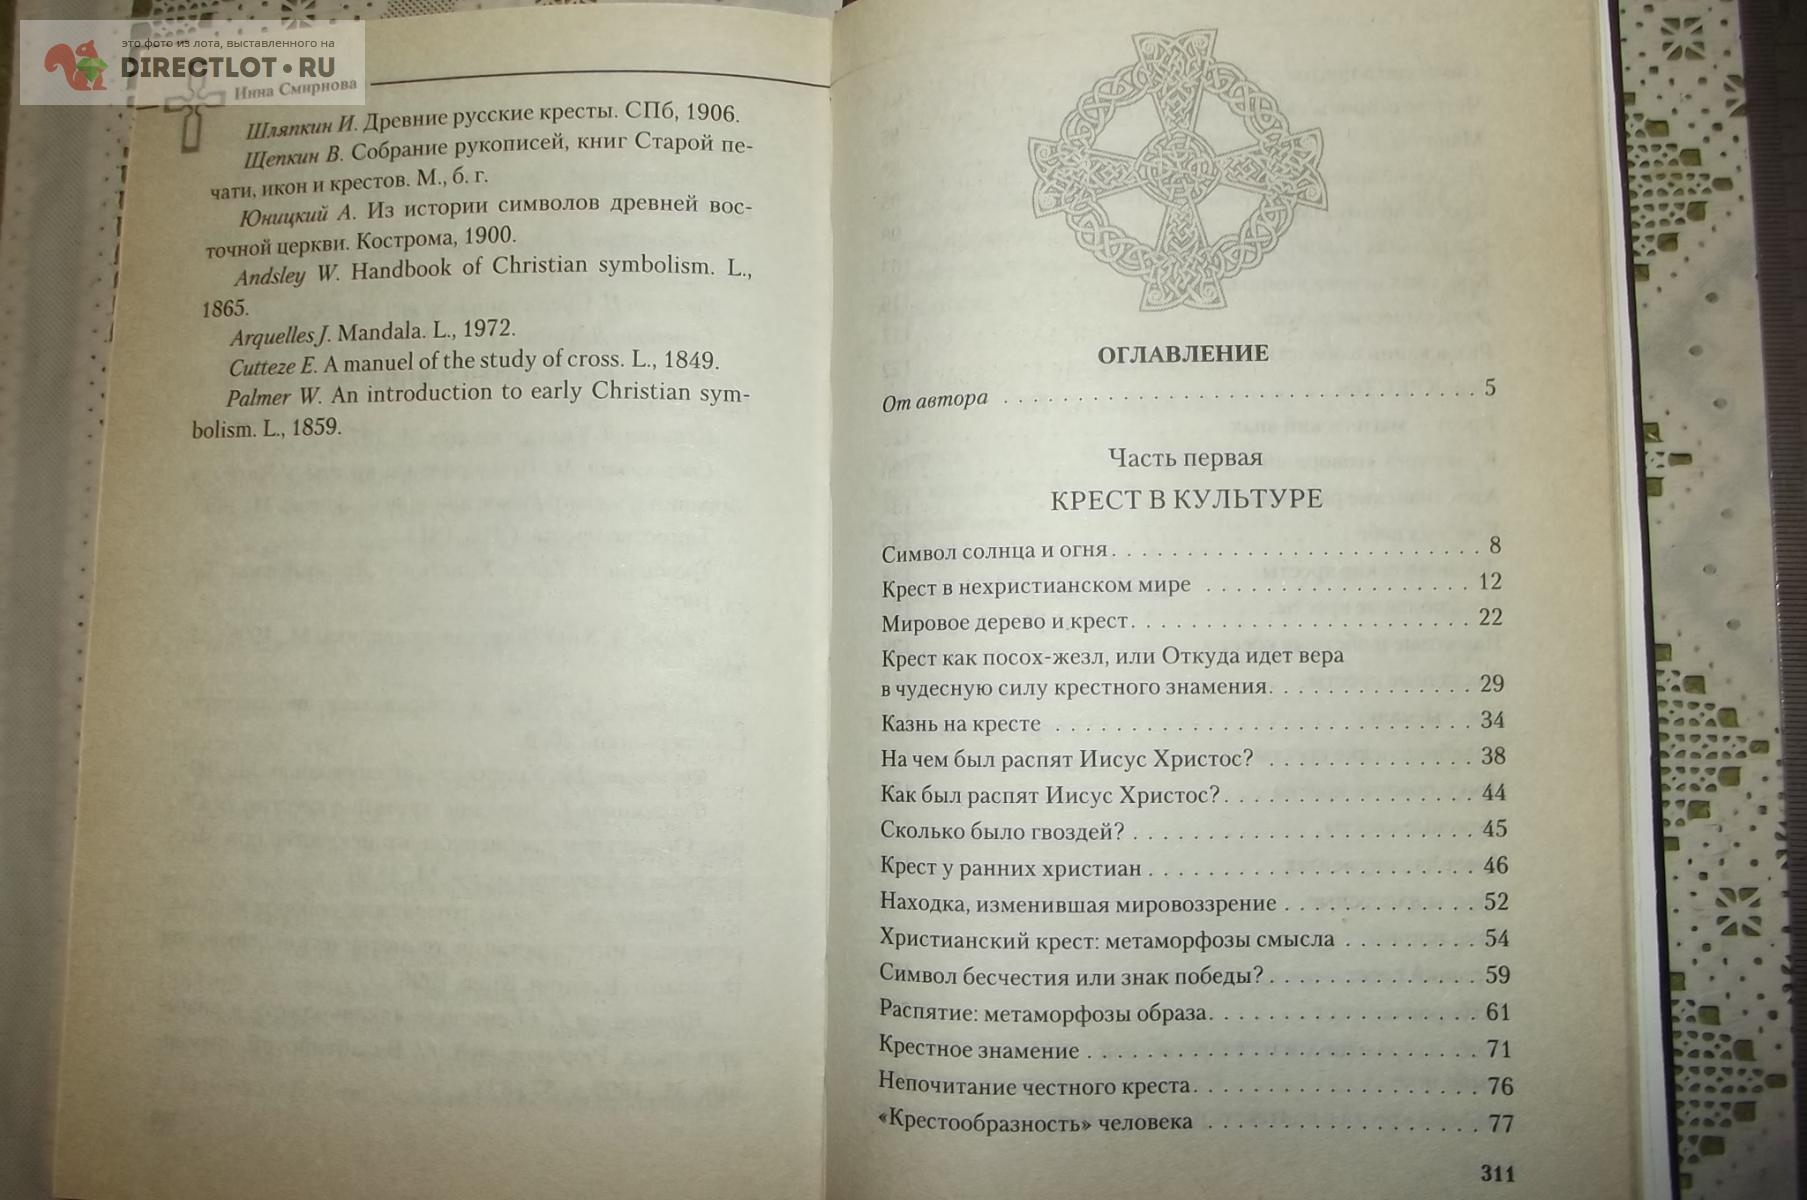 это фото из лота, выставленного на
DIRECTLOT.RU
Инна Смирнова
Шляпкин И. Древние русские кресты. СПб, 1906.
Щепкин В. Собрание рукописей, книг Старой пе-
чати, икон и крестов. М., б. г.
Юницкий А. Из истории символов древней вос-
точной церкви. Кострома, 1900.
Andsley W. Handbook of Christian symbolism. L.,
1865.
Arquelles J. Mandala. L., 1972.
Cutteze E. A manuel of the study of cross. L., 1849.
Palmer W. An introduction to early Christian sym-
bolism. L., 1859.
ОГЛАВЛЕНИЕ
От автора . . . . . . . . . . . . . . . . . . . . . . . . . . . . . . . . 5
Часть первая
КРЕСТ В КУЛЬТУРЕ
Символ солнца и огня. . . . . . . . . . . . . . . . . . . . . . . . . 8
Крест в нехристианском мире . . . . . . . . . . . . . . . . . . 12
Мировое дерево и крест. . . . . . . . . . . . . . . . . . . . . . . 22
Крест как посох-жезл, или Откуда идет вера
в чудесную силу крестного знамения. . . . . . . . . . . . . . 29
Казнь на кресте . . . . . . . . . . . . . . . . . . . . . . . . . . . . 34
На чем был распят Иисус Христос? . . . . . . . . . . . . . . 38
Как был распят Иисус Христос?. . . . . . . . . . . . . . . . . 44
Сколько было гвоздей? . . . . . . . . . . . . . . . . . . . . . . . 45
Крест у ранних христиан . . . . . . . . . . . . . . . . . . . . . . 46
Находка, изменившая мировоззрение . . . . . . . . . . . . . 52
Христианский крест: метаморфозы смысла . . . . . . . . . 54
Символ бесчестия или знак победы? . . . . . . . . . . . . . . 59
Распятие: метаморфозы образа. . . . . . . . . . . . . . . . . . 61
Крестное знамение . . . . . . . . . . . . . . . . . . . . . . . . . . 71
Непочитание честного креста. . . . . . . . . . . . . . . . . . . 76
«Крестообразность» человека . . . . . . . . . . . . . . . . . . 77
311